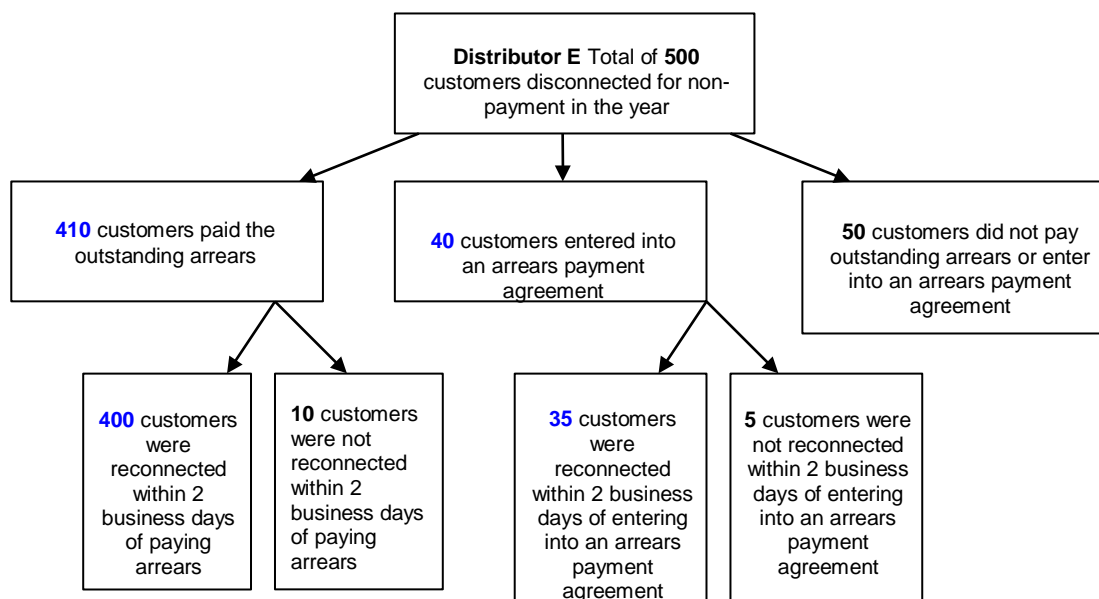 Distributor E Total of 500
customers disconnected for non-
payment in the year
410 customers paid the
outstanding arrears
40 customers entered into
an arrears payment
agreement
50 customers did not pay
outstanding arrears or enter
into an arrears payment
agreement
400 customers
were
reconnected
within 2
business days
of paying
arrears
10 customers
were not
reconnected
within 2
business days of
paying arrears
35 customers
were
reconnected
within 2 business
days of entering
into an arrears
payment
agreement
5 customers were
not reconnected
within 2 business
days of entering
into an arrears
payment
agreement